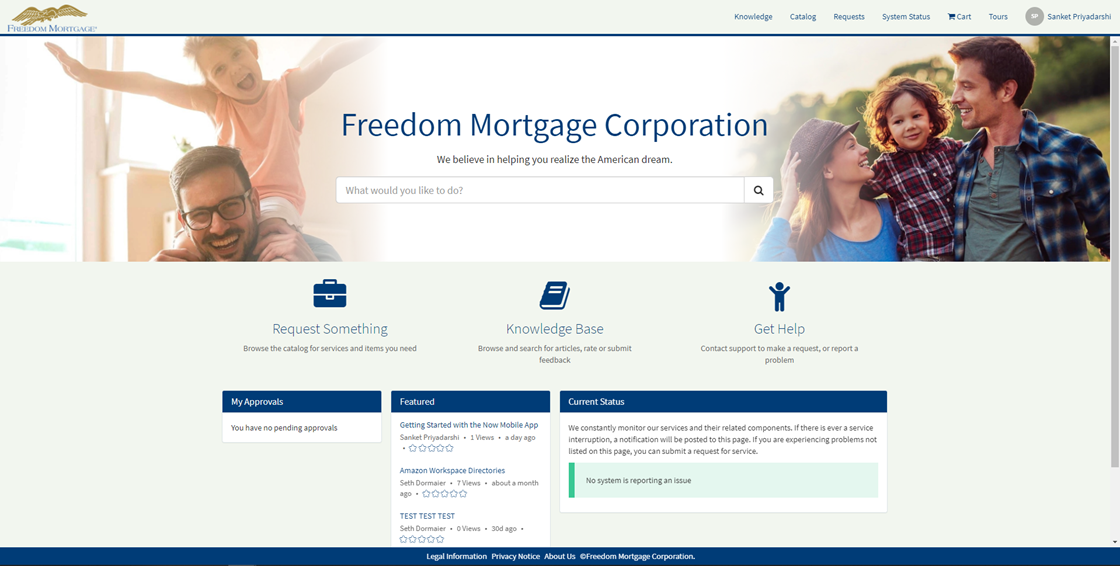 FREEDOM MORTGAGE
Knowledge Catalog Requests System Status Cart Tours SP Sanket Priyadarshi
Freedom Mortgage Corporation
We believe in helping you realize the American dream.
What would you like to do?
Request Something
Browse the catalog for services and items you need
Knowledge Base
Browse and search for articles, rate or submit
feedback
Get Help
Contact support to make a request, or report a
problem
My Approvals
You have no pending approvals
Featured
Getting Started with the Now Mobile App
Sanket Priyadarshi • 1 Views • a day ago
•
Amazon Workspace Directories
Seth Dormaier • 7 Views • about a month
ago •
TEST TEST TEST
Seth Dormaier • 0 Views • 30d ago •
Current Status
We constantly monitor our services and their related components. If there is ever a service
interruption, a notification will be posted to this page. If you are experiencing problems not
listed on this page, you can submit a request for service.
No system is reporting an issue
Legal Information Privacy Notice About Us ©Freedom Mortgage Corporation.